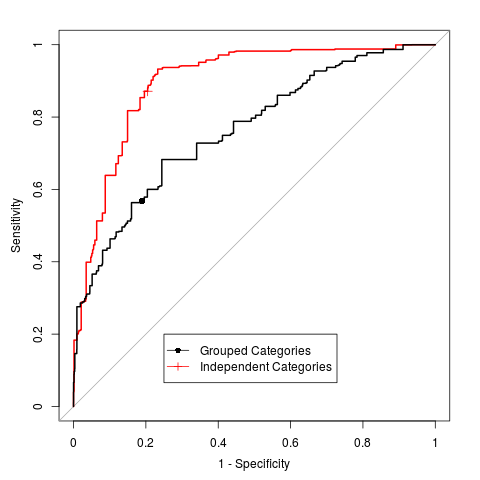 1
0.8
0.6
0.4
0.2
0
Sensitivity
Grouped Categories
Independent Categories
0 0.2 0.4 0.6 0.8 1
1 - Specificity